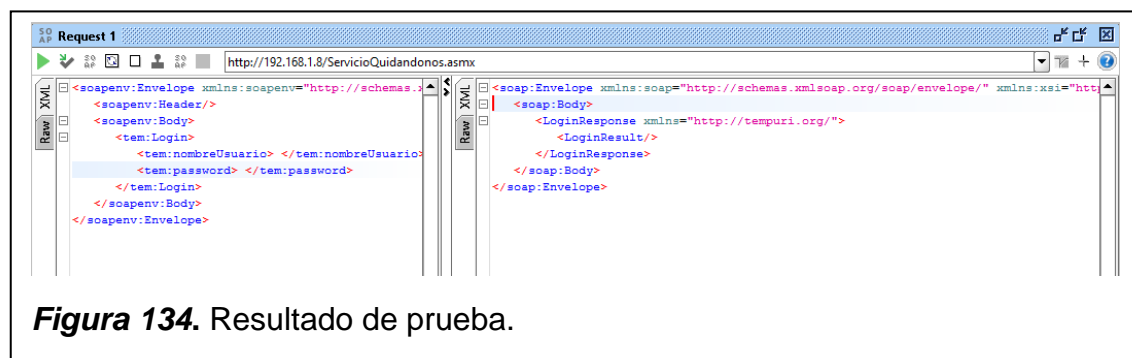 SO AP Request 1
http://192.168.1.8/ServicioQuidandonos.asmx
XML
Raw
<soapenv:Envelope xmlns:soapenv="http://schemas.
<soapenv:Header/>
<soapenv:Body>
<tem:Login>
<tem:nombreUsuario> </tem:nombreUsuario>
<tem:password> </tem:password>
</tem:Login>
</soapenv:Body>
</soapenv:Envelope>
XML
Raw
<soap:Envelope xmlns:soap="http://schemas.xmlsoap.org/soap/envelope/" xmlns:xsi="http
<soap:Body>
<LoginResponse xmlns="http://tempuri.org/">
<LoginResult/>
</LoginResponse>
</soap:Body>
</soap:Envelope>
Figura 134. Resultado de prueba.